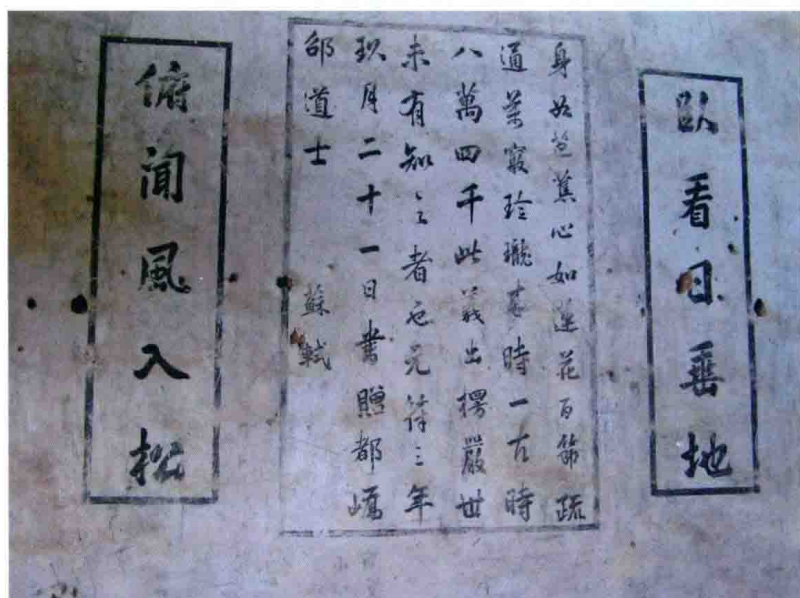 臥看日垂地
身如芭蕉心如蓮花百節疏
通萬竅玲瓏来時一去時
八萬四千此義出楞嚴世
未有知之者也元符三年
玖月二十一日書贈都嶠
邵道士 蘇軾
俯聞風入松